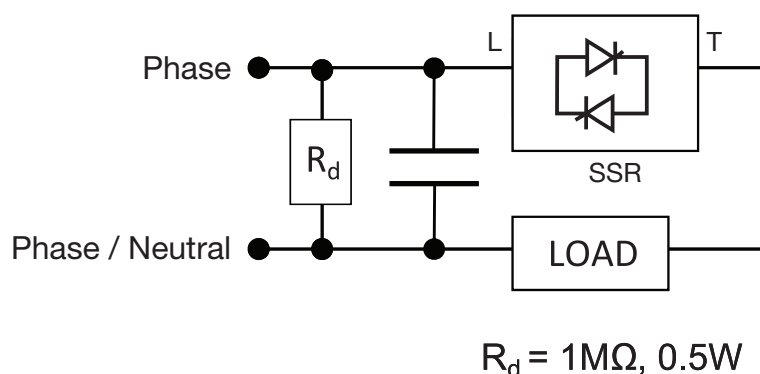 L
T
Phase
Rd
SSR
Phase / Neutral
LOAD
Rd = 1MΩ, 0.5W